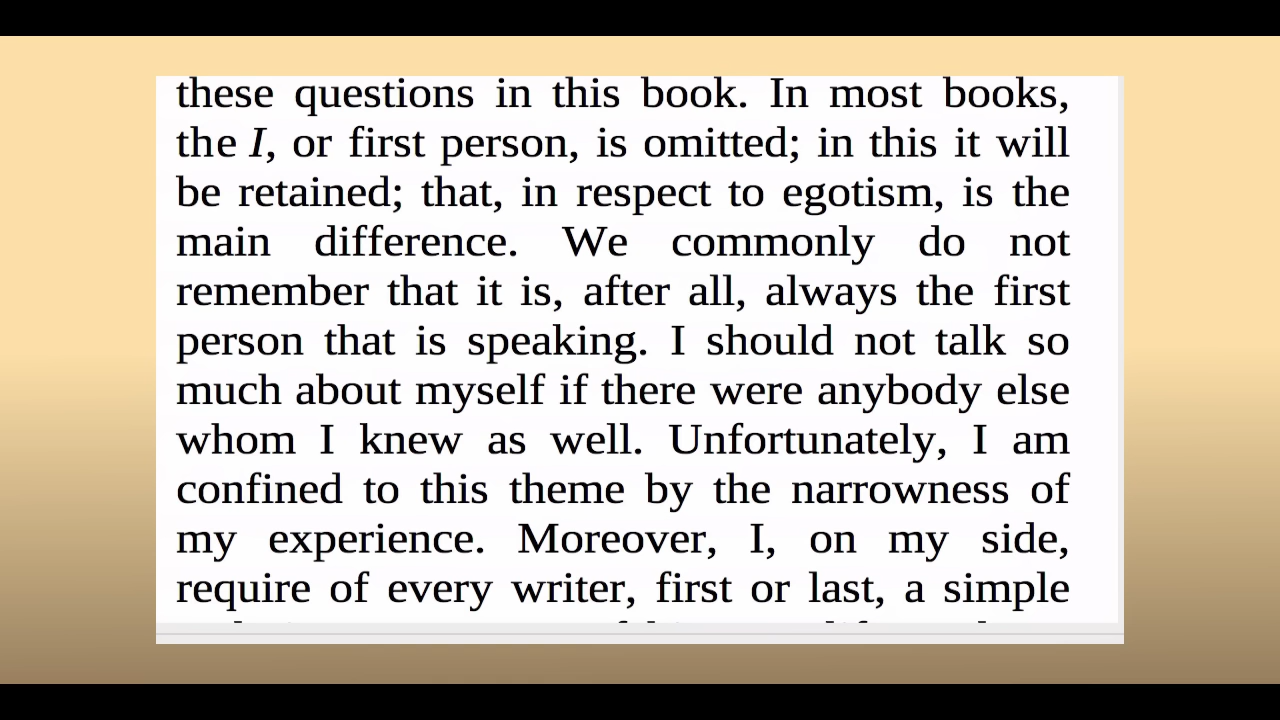 these questions in this book. In most books,
the I, or first person, is omitted; in this it will
be retained; that, in respect to egotism, is the
main difference. We commonly do not
remember that it is, after all, always the first
person that is speaking. I should not talk so
much about myself if there were anybody else
whom I knew as well. Unfortunately, I am
confined to this theme by the narrowness of
my experience. Moreover, I, on my side,
require of every writer, first or last, a simple